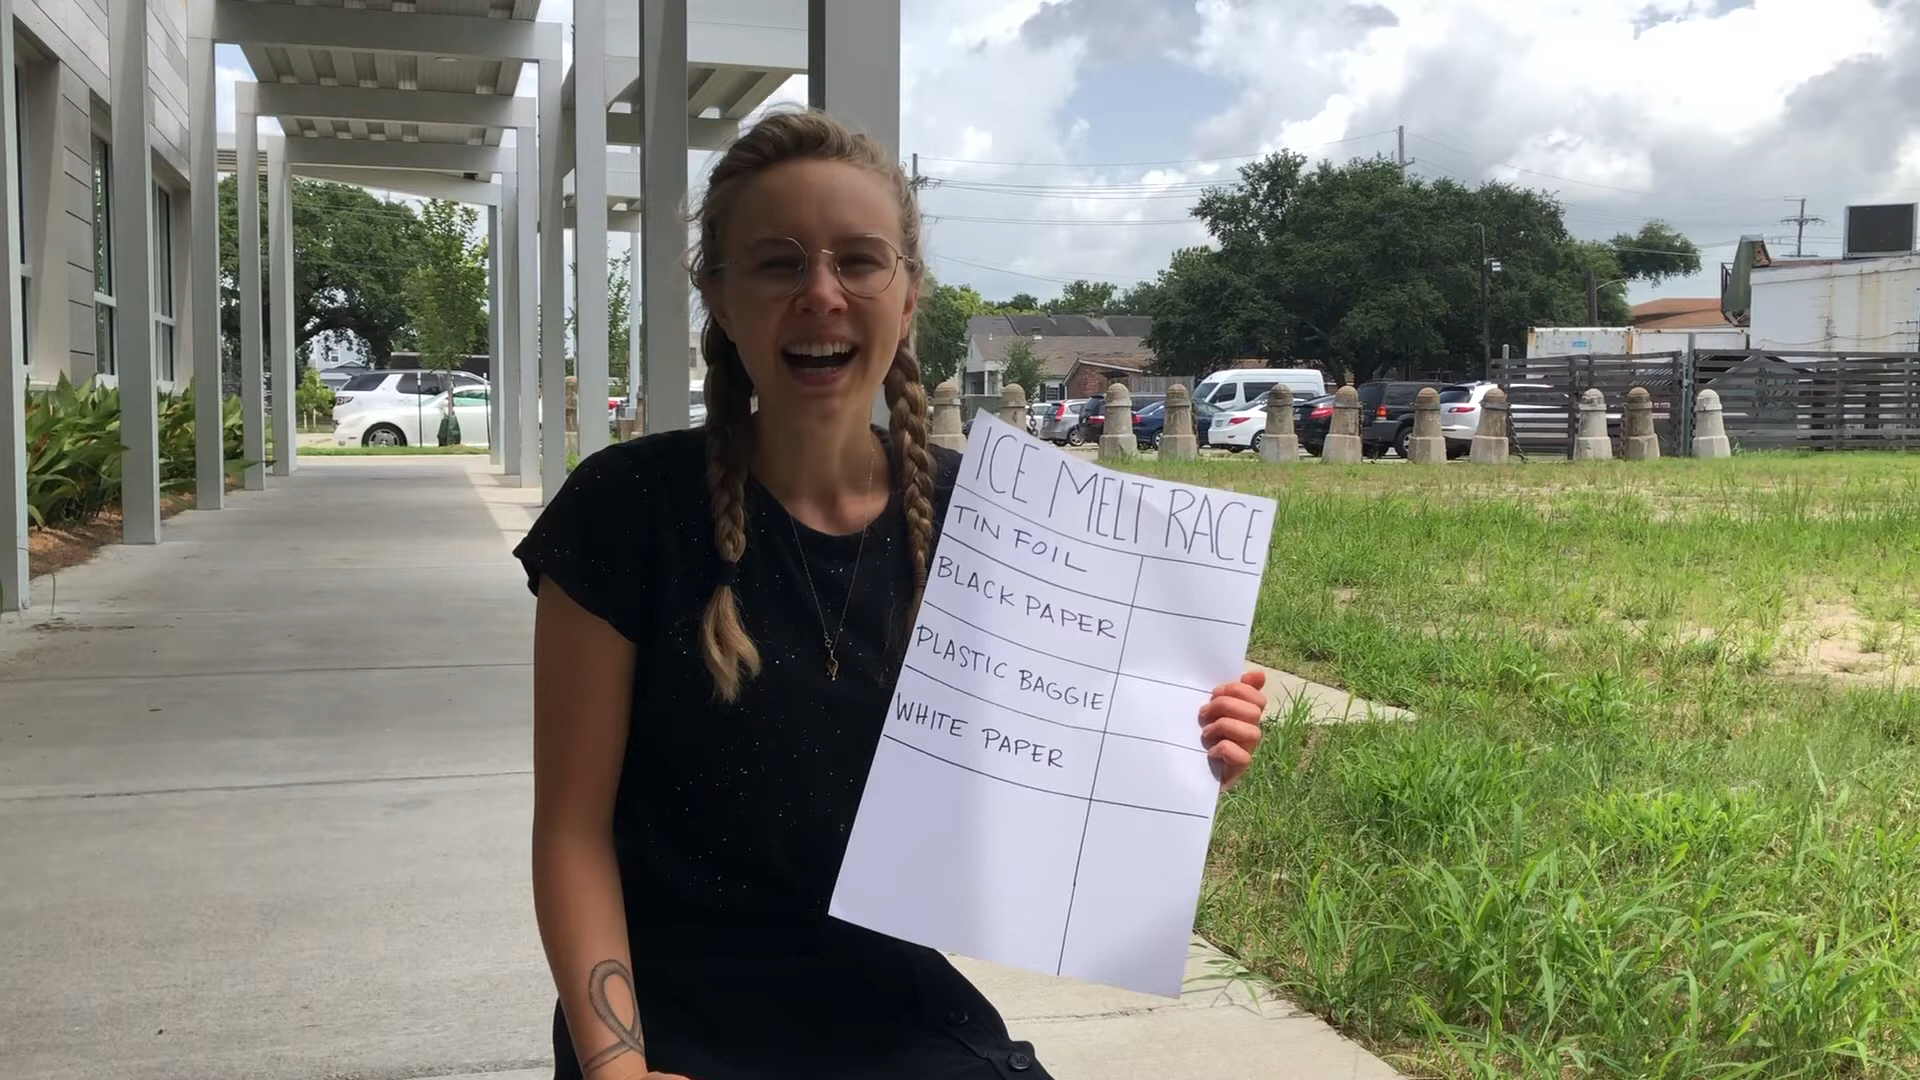 ICE MELT RACE
TIN FOIL
BLACK PAPER
PLASTIC BAGGIE
WHITE PAPER